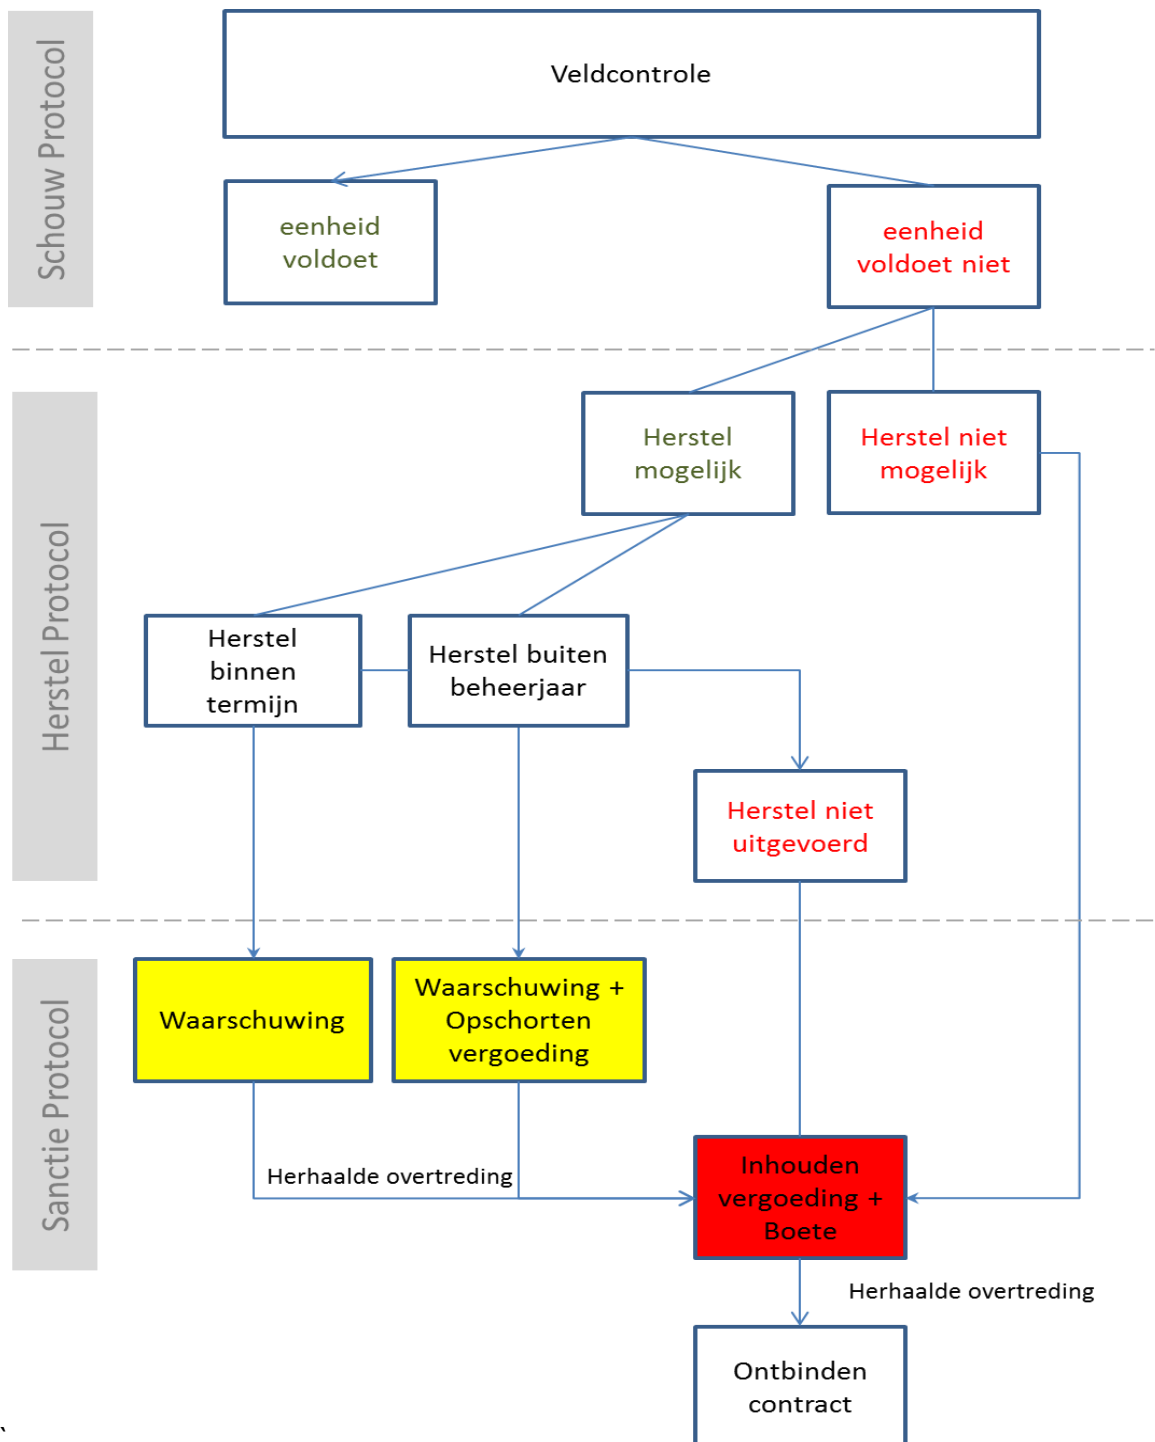 Schouw Protocol
Veldcontrole
eenheid
voldoet
eenheid
voldoet niet
Herstel Protocol
Herstel
mogelijk
Herstel niet
mogelijk
Herstel
binnen
termijn
Herstel buiten
beheerjaar
Herstel niet
uitgevoerd
Sanctie Protocol
Waarschuwing
Waarschuwing +
Opschorten
vergoeding
Herhaalde overtreding
Inhouden
vergoeding +
Boete
Herhaalde overtreding
Ontbinden
contract
`